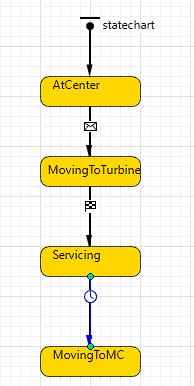 statechart
AtCenter
MovingToTurbine
Servicing
MovingToMC